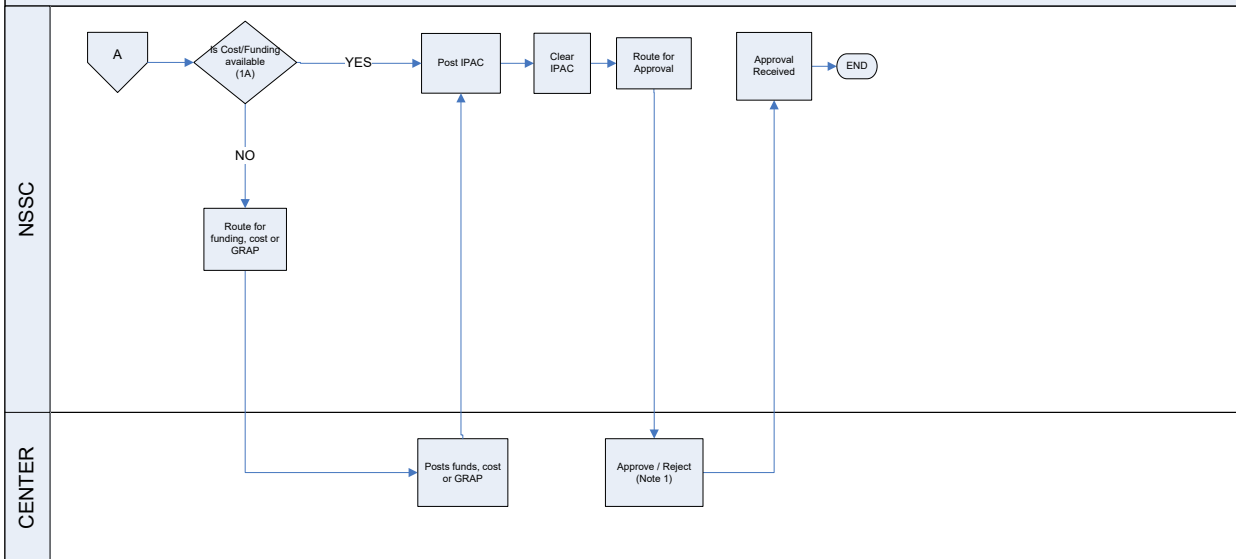 NSSC
A
Is Cost/Funding
available
(1A)
YES
Post IPAC
Clear
IPAC
Route for
Approval
Approval
Received
END
NO
Route for
funding, cost or
GRAP
CENTER
Posts funds, cost
or GRAP
Approve / Reject
(Note 1)